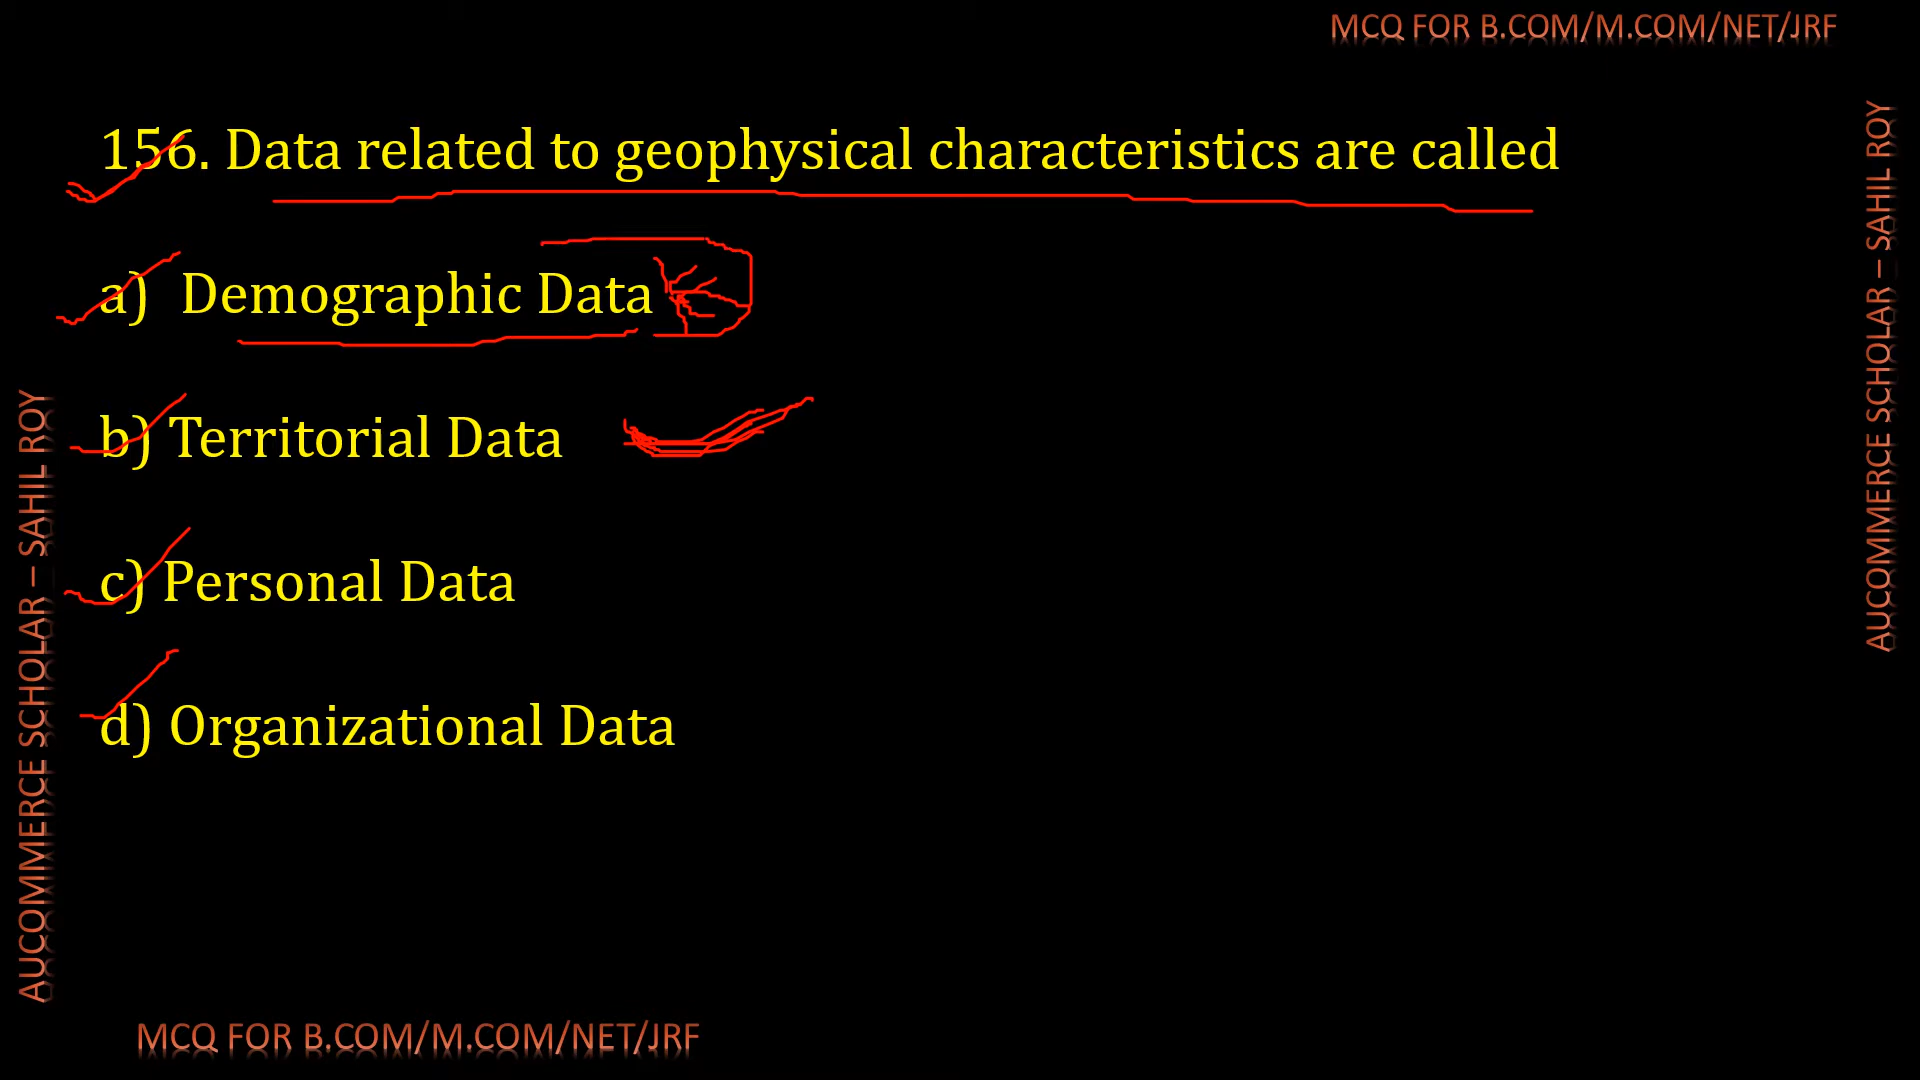 MCQ FOR B.COM/M.COM/NET/JRF
156. Data related to geophysical characteristics are called
a) Demographic Data
b) Territorial Data
c) Personal Data
d) Organizational Data
AUCOMMERCE SCHOLAR – SAHIL ROY
AUCOMMERCE SCHOLAR – SAHIL ROY
MCQ FOR B.COM/M.COM/NET/JRF